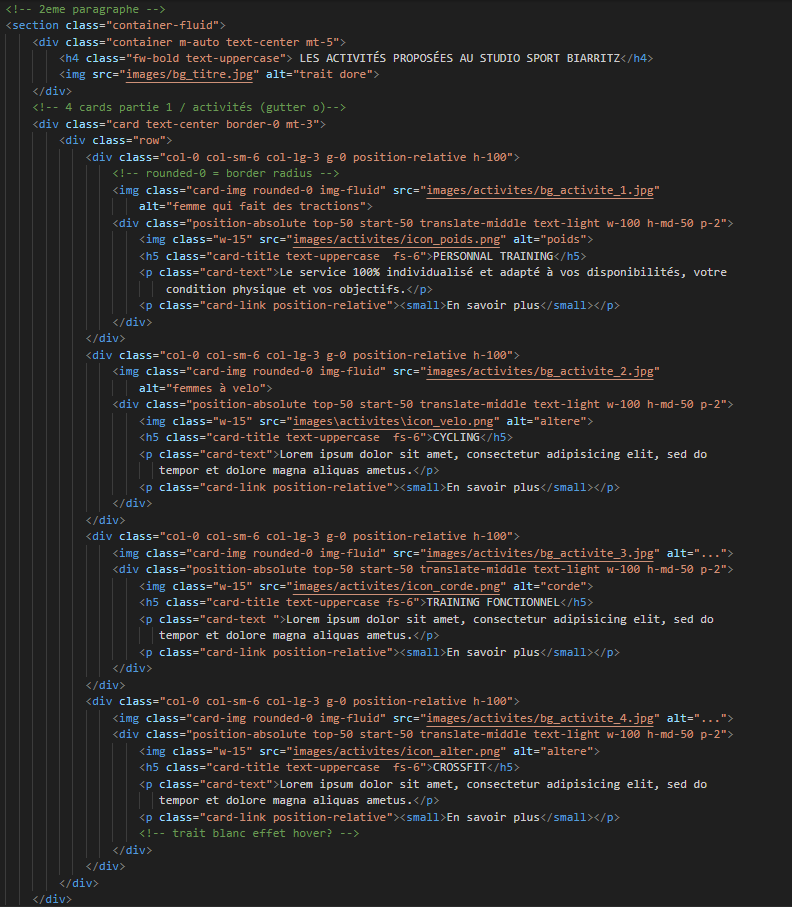 <!-- 2eme paragraphe -->
<section class="container-fluid">
<div class="container m-auto text-center mt-5">
<h4 class="fw-bold text-uppercase"> LES ACTIVITÉS PROPOSÉES AU STUDIO SPORT BIARRITZ</h4>
<img src="images/bg_titre.jpg" alt="trait dore">
</div>
<!-- 4 cards partie 1 / activités (gutter o)-->
<div class="card text-center border-0 mt-3">
<div class="row">
<div class="col-0 col-sm-6 col-lg-3 g-0 position-relative h-100">
<!-- rounded-0 = border radius -->
<img class="card-img rounded-0 img-fluid" src="images/activites/bg_activite_1.jpg"
alt="femme qui fait des tractions">
<div class="position-absolute top-50 start-50 translate-middle text-light w-100 h-md-50 p-2">
<img class="w-15" src="images/activites/icon_poids.png" alt="poids">
<h5 class="card-title text-uppercase  fs-6">PERSONNAL TRAINING</h5>
<p class="card-text">Le service 100% individualisé et adapté à vos disponibilités, votre
condition physique et vos objectifs.</p>
<p class="card-link position-relative"><small>En savoir plus</small></p>
</div>
</div>
<div class="col-0 col-sm-6 col-lg-3 g-0 position-relative h-100">
<img class="card-img rounded-0 img-fluid" src="images/activites/bg_activite_2.jpg"
alt="femmes à velo">
<div class="position-absolute top-50 start-50 translate-middle text-light w-100 h-md-50 p-2">
<img class="w-15" src="images\activites\icon_velo.png" alt="altere">
<h5 class="card-title text-uppercase  fs-6">CYCLING</h5>
<p class="card-text">Lorem ipsum dolor sit amet, consectetur adipisicing elit, sed do
tempor et dolore magna aliquas ametus.</p>
<p class="card-link position-relative"><small>En savoir plus</small></p>
</div>
</div>
<div class="col-0 col-sm-6 col-lg-3 g-0 position-relative h-100">
<img class="card-img rounded-0 img-fluid" src="images/activites/bg_activite_3.jpg" alt="...">
<div class="position-absolute top-50 start-50 translate-middle text-light w-100 h-md-50 p-2">
<img class="w-15" src="images/activites/icon_corde.png" alt="corde">
<h5 class="card-title text-uppercase fs-6">TRAINING FONCTIONNEL</h5>
<p class="card-text ">Lorem ipsum dolor sit amet, consectetur adipisicing elit, sed do
tempor et dolore magna aliquas ametus.</p>
<p class="card-link position-relative"><small>En savoir plus</small></p>
</div>
</div>
<div class="col-0 col-sm-6 col-lg-3 g-0 position-relative h-100">
<img class="card-img rounded-0 img-fluid" src="images/activites/bg_activite_4.jpg" alt="...">
<div class="position-absolute top-50 start-50 translate-middle text-light w-100 h-md-50 p-2">
<img class="w-15" src="images/activites/icon_alter.png" alt="altere">
<h5 class="card-title text-uppercase  fs-6">CROSSFIT</h5>
<p class="card-text">Lorem ipsum dolor sit amet, consectetur adipisicing elit, sed do
tempor et dolore magna aliquas ametus.</p>
<p class="card-link position-relative"><small>En savoir plus</small></p>
<!-- trait blanc effet hover? -->
</div>
</div>
</div>
</div>